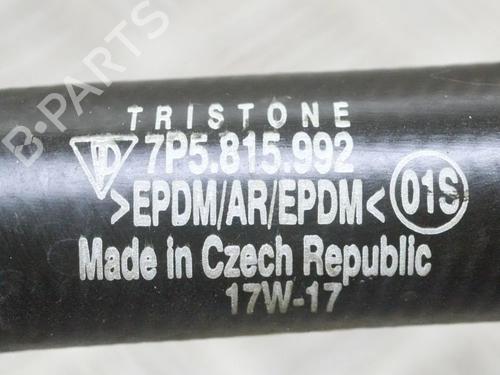 B-PARTS
TRISTONE
7P5.815.992
>EPDM/AR/EPDM< 01S
Made in Czech Republic
17W-17